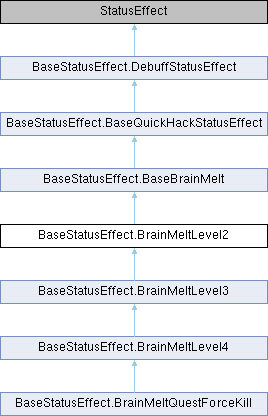 StatusEffect
BaseStatusEffect.DebuffStatusEffect
BaseStatusEffect.BaseQuickHackStatusEffect
BaseStatusEffect.BaseBrainMelt
BaseStatusEffect.BrainMeltLevel2
BaseStatusEffect.BrainMeltLevel3
BaseStatusEffect.BrainMeltLevel4
BaseStatusEffect.BrainMeltQuestForceKill